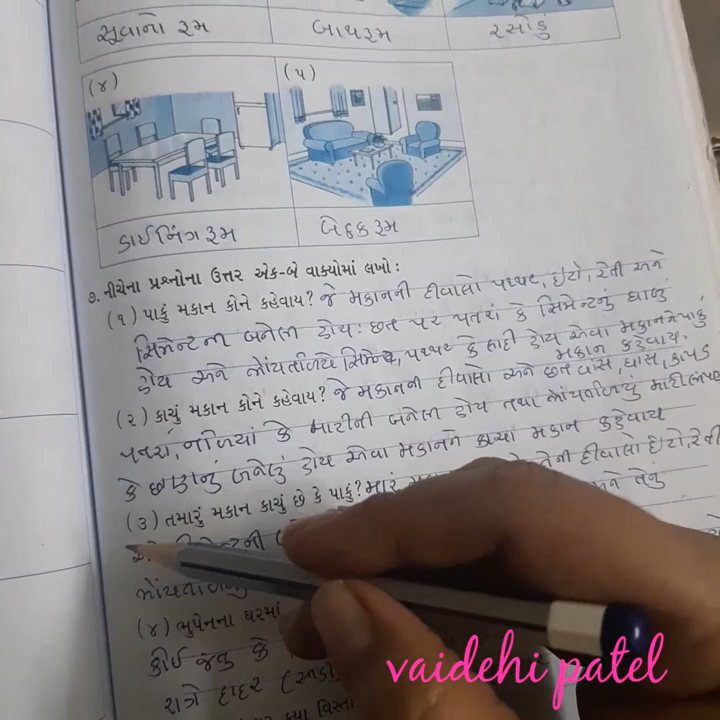 સૂવાનો રૂમ
બાથરૂમ
રસોડું
(૪)
(૫)
ડાઈનિંગ રૂમ
બેઠક રૂમ
૭. નીચેના પ્રશ્નોના ઉત્તર એક-બે વાક્યોમાં લખો :
(૧) પાકું મકાન કોને કહેવાય? જે મકાનની દીવાલો પથ્થર, ઈંટો, રેતી અને
સિમેન્ટની બનેલી હોય. છત પર પતરાં કે સિમેન્ટનું ધાબું
હોય અને ભોંયતળિયે સિમેન્ટ, પથ્થર કે લાદી હોય એવા મકાનને પાકું
મકાન કહેવાય.
(૨) કાચું મકાન કોને કહેવાય? જે મકાનની દીવાલો અને છત વાંસ, ઘાસ, કાપડ
પતરાં, નળિયાં કે માટીની બનેલી હોય તથા ભોંયતળિયું માટી
કે છાણનું બનેલું હોય એવા મકાનને કાચા મકાન કહેવાય
(૩) તમારું મકાન કાચું છે કે પાકું? મારું દીવાલો ઈંટો, રેતી
અને તેનું
ભોંયતળિયું
(૪) ભુપેનના ઘરમાં
કોઈ જંતુ કે
રાત્રે દાદર
ક્યા વિસ્તા
vaidehi patel